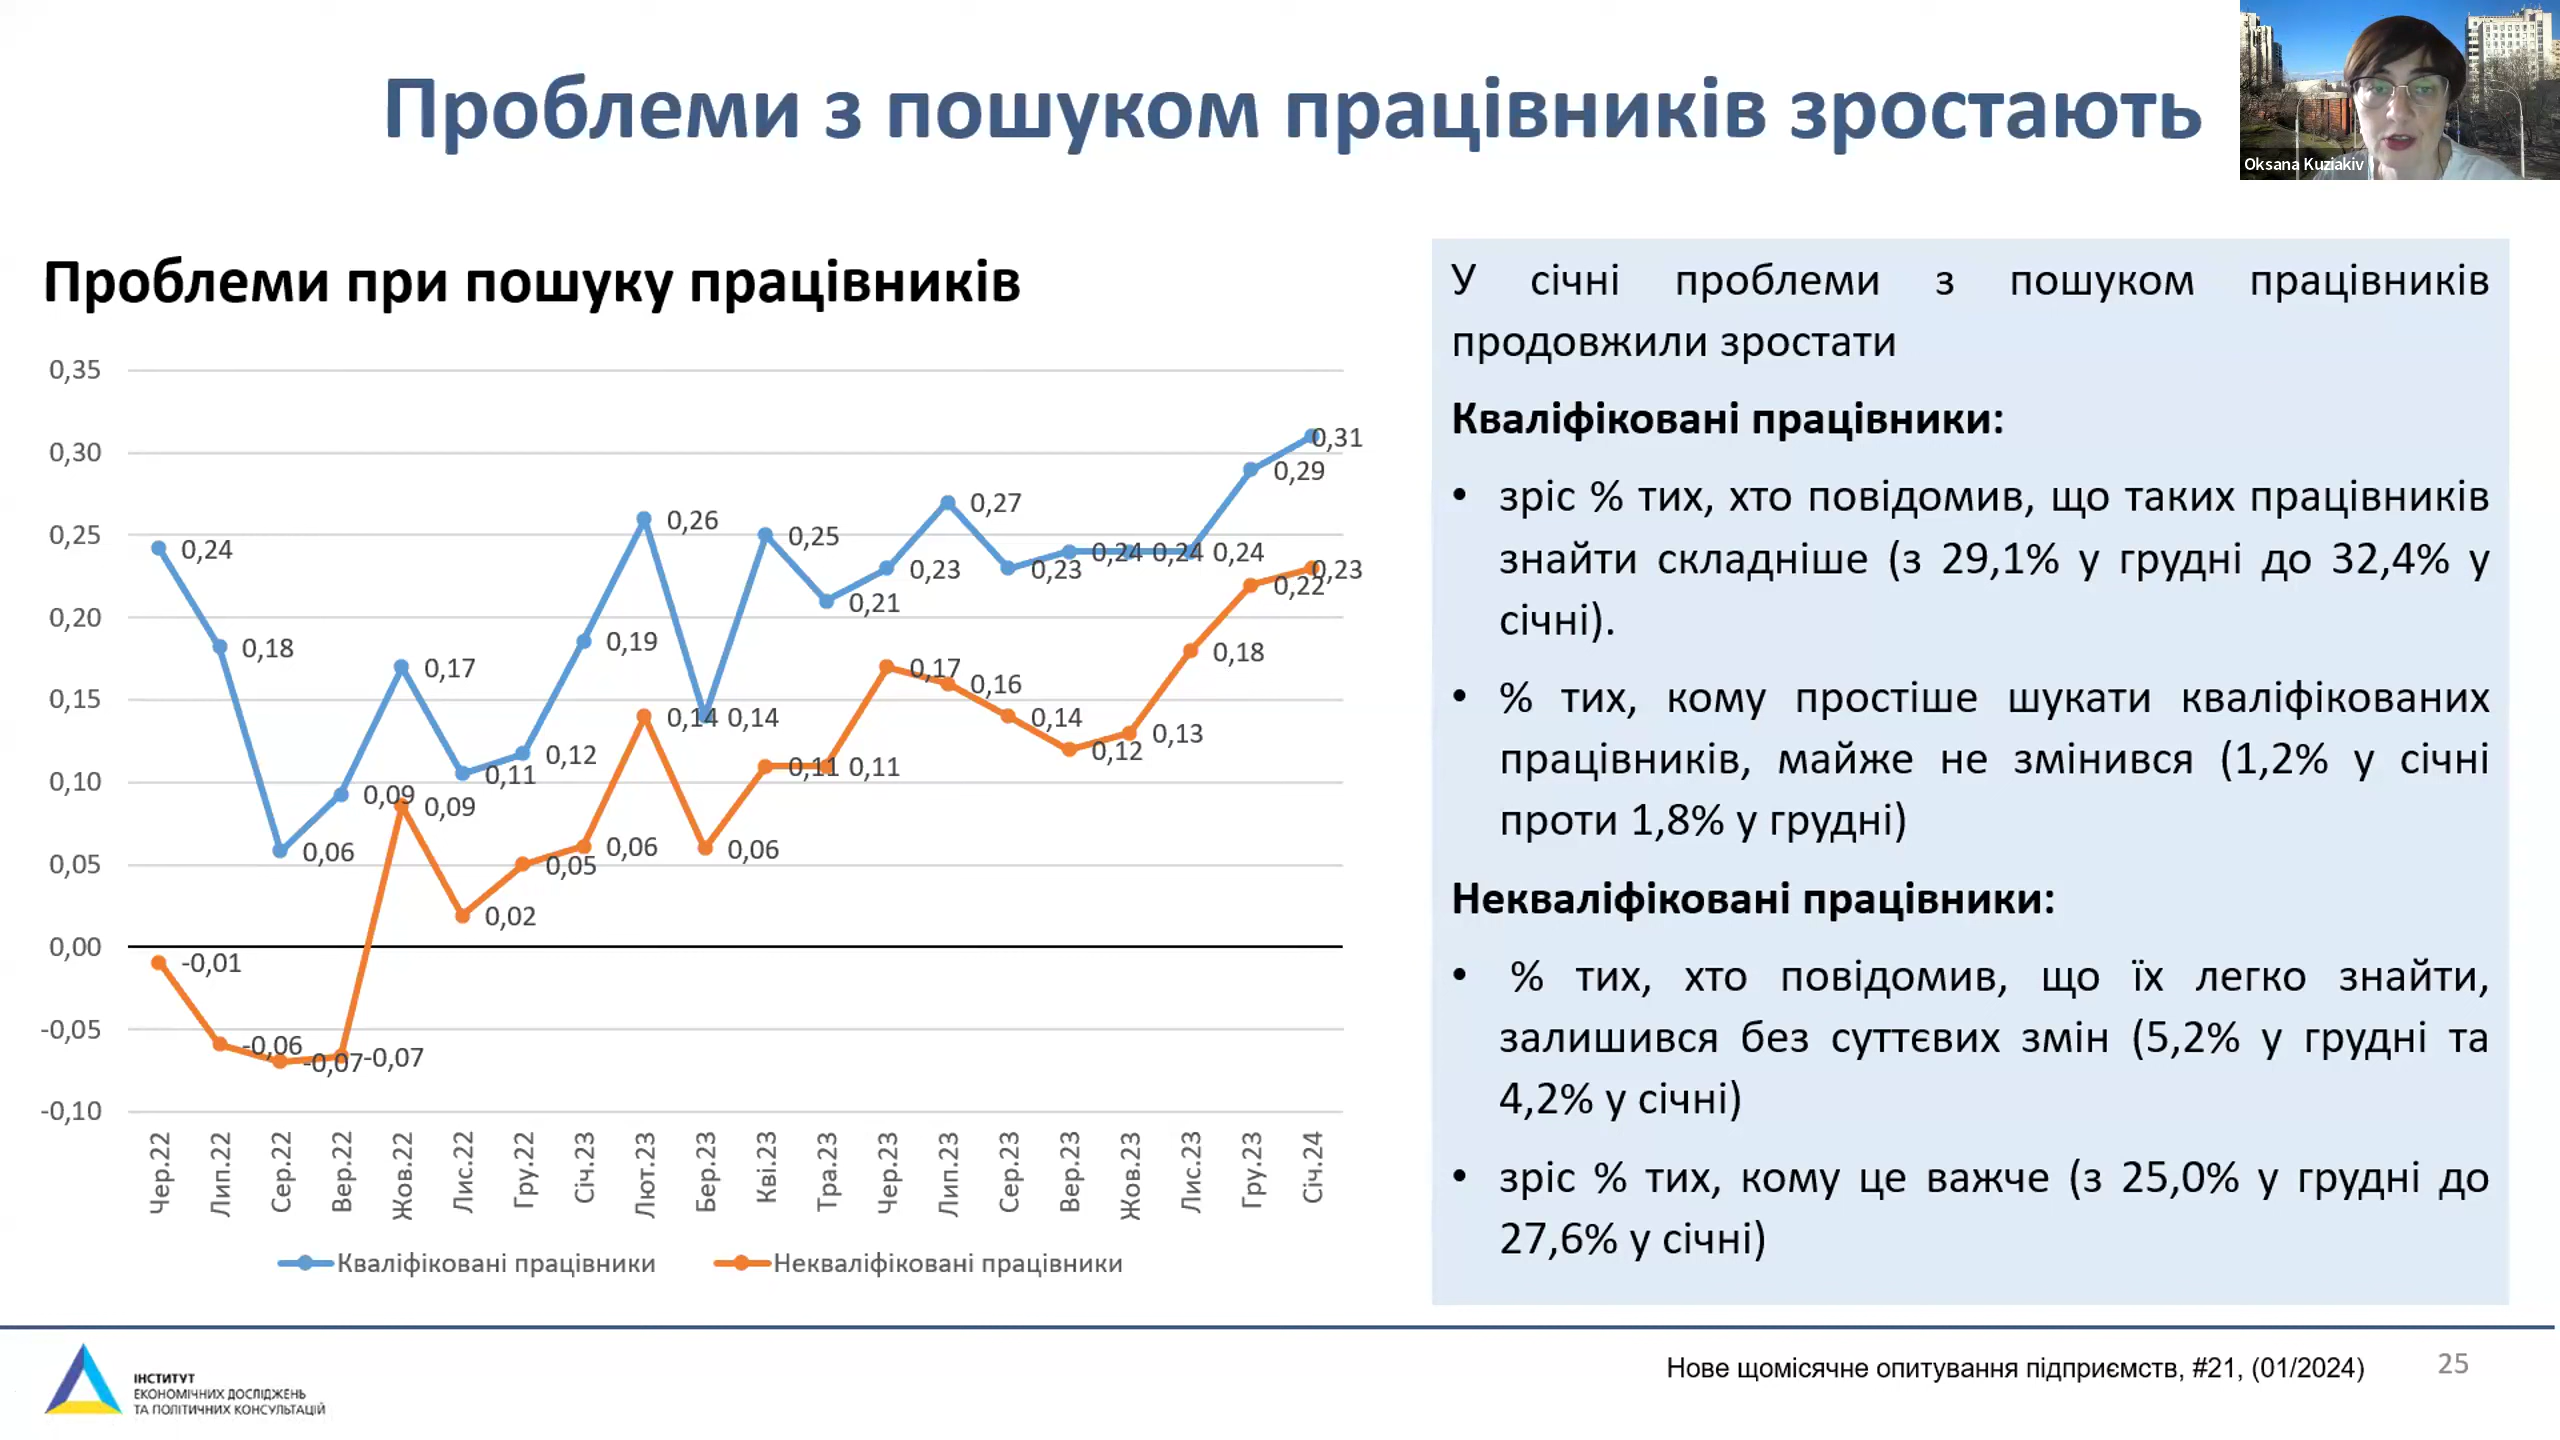 Проблеми з пошуком працівників зростають
Oksana Kuziakiv
Проблеми при пошуку працівників
0,35
0,30
0,25
0,20
0,15
0,10
0,05
0,00
-0,05
-0,10
0,24
0,18
0,06
0,09
0,17
0,11
0,12
0,19
0,26
0,14
0,25
0,21
0,23
0,27
0,23
0,24
0,24
0,24
0,29
0,31
-0,01
-0,06
-0,07
-0,07
0,09
0,02
0,05
0,06
0,14
0,06
0,11
0,11
0,17
0,16
0,14
0,12
0,13
0,18
0,22
0,23
Чер.22
Лип.22
Сер.22
Вер.22
Жов.22
Лис.22
Гру.22
Січ.23
Лют.23
Бер.23
Кві.23
Тра.23
Чер.23
Лип.23
Сер.23
Вер.23
Жов.23
Лис.23
Гру.23
Січ.24
Кваліфіковані працівники
Некваліфіковані працівники
У січні проблеми з пошуком працівників
продовжили зростати
Кваліфіковані працівники:
• зріс % тих, хто повідомив, що таких працівників
знайти складніше (з 29,1% у грудні до 32,4% у
січні).
• % тих, кому простіше шукати кваліфікованих
працівників, майже не змінився (1,2% у січні
проти 1,8% у грудні)
Некваліфіковані працівники:
• % тих, хто повідомив, що їх легко знайти,
залишився без суттєвих змін (5,2% у грудні та
4,2% у січні)
• зріс % тих, кому це важче (з 25,0% у грудні до
27,6% у січні)
ІНСТИТУТ
ЕКОНОМІЧНИХ ДОСЛІДЖЕНЬ
ТА ПОЛІТИЧНИХ КОНСУЛЬТАЦІЙ
Нове щомісячне опитування підприємств, #21, (01/2024)
25